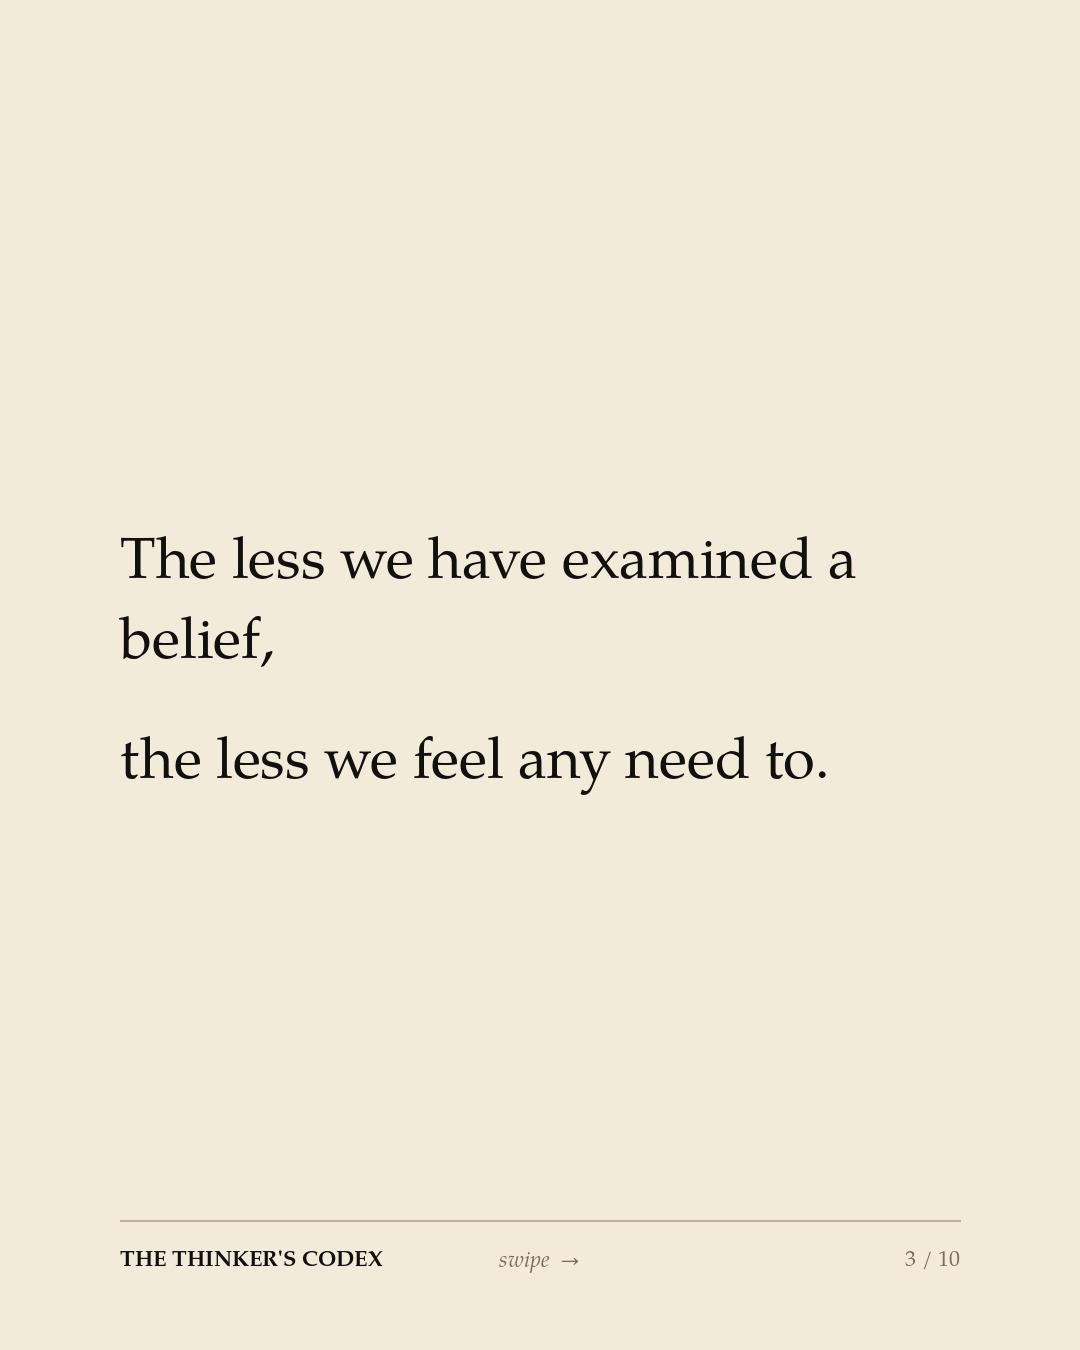 The less we have examined a
belief,
the less we feel any need to.
THE THINKER'S CODEX
swipe →
3 / 10